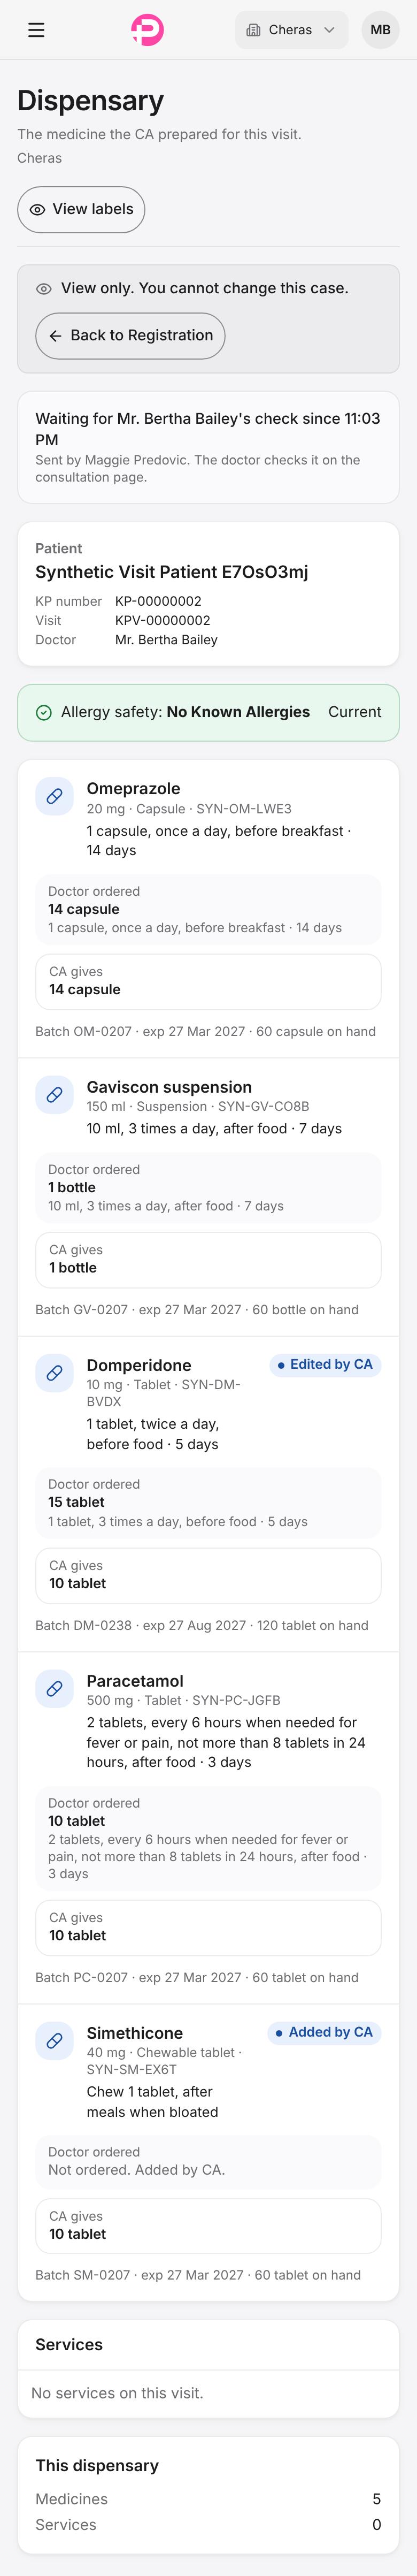 Cheras
MB
Dispensary
The medicine the CA prepared for this visit.
Cheras
View labels
View only. You cannot change this case.
Back to Registration
Waiting for Mr. Bertha Bailey's check since 11:03
PM
Sent by Maggie Predovic. The doctor checks it on the
consultation page.
Patient
Synthetic Visit Patient E7OsO3mj
KP number KP-00000002
Visit KPV-00000002
Doctor Mr. Bertha Bailey
Allergy safety: No Known Allergies Current
Omeprazole
20 mg · Capsule · SYN-OM-LWE3
1 capsule, once a day, before breakfast ·
14 days
Doctor ordered
14 capsule
1 capsule, once a day, before breakfast · 14 days
CA gives
14 capsule
Batch OM-0207 · exp 27 Mar 2027 · 60 capsule on hand
Gaviscon suspension
150 ml · Suspension · SYN-GV-CO8B
10 ml, 3 times a day, after food · 7 days
Doctor ordered
1 bottle
10 ml, 3 times a day, after food · 7 days
CA gives
1 bottle
Batch GV-0207 · exp 27 Mar 2027 · 60 bottle on hand
Domperidone
Edited by CA
10 mg · Tablet · SYN-DM-
BVDX
1 tablet, twice a day,
before food · 5 days
Doctor ordered
15 tablet
1 tablet, 3 times a day, before food · 5 days
CA gives
10 tablet
Batch DM-0238 · exp 27 Aug 2027 · 120 tablet on hand
Paracetamol
500 mg · Tablet · SYN-PC-JGFB
2 tablets, every 6 hours when needed for
fever or pain, not more than 8 tablets in 24
hours, after food · 3 days
Doctor ordered
10 tablet
2 tablets, every 6 hours when needed for fever or
pain, not more than 8 tablets in 24 hours, after food ·
3 days
CA gives
10 tablet
Batch PC-0207 · exp 27 Mar 2027 · 60 tablet on hand
Simethicone
Added by CA
40 mg · Chewable tablet ·
SYN-SM-EX6T
Chew 1 tablet, after
meals when bloated
Doctor ordered
Not ordered. Added by CA.
CA gives
10 tablet
Batch SM-0207 · exp 27 Mar 2027 · 60 tablet on hand
Services
No services on this visit.
This dispensary
Medicines 5
Services 0